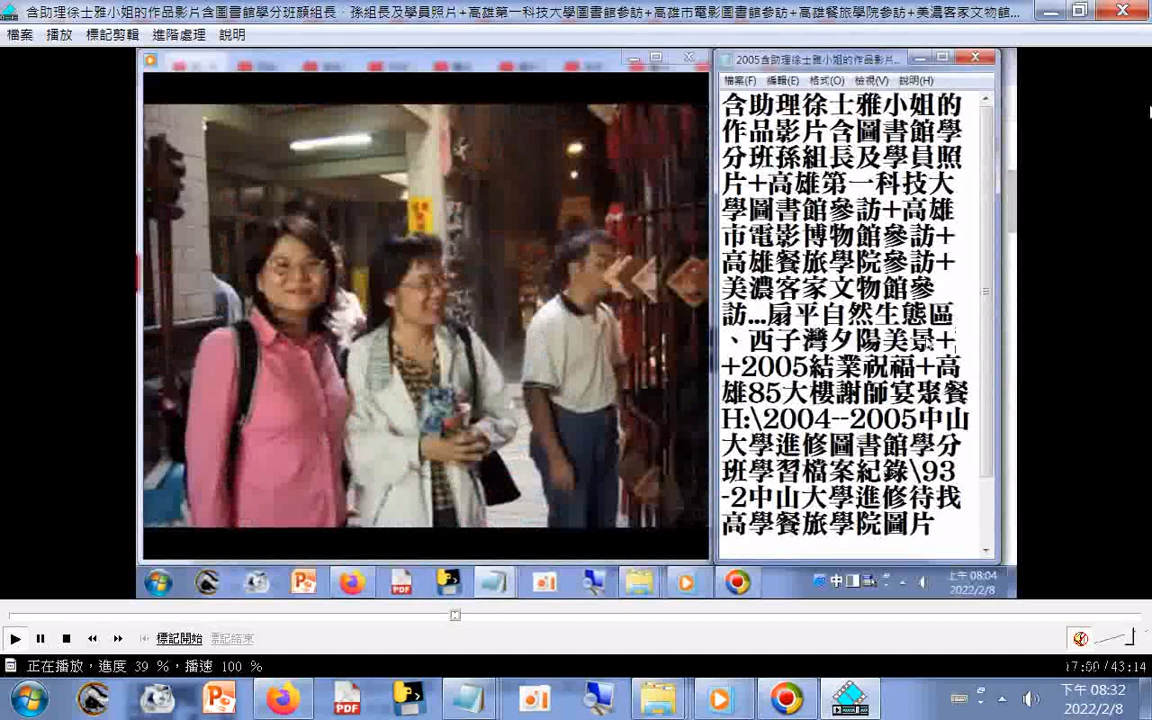 含助理徐士雅小姐的作品影片含圖書館學分班顏組長、孫組長及學員照片+高雄第一科技大學圖書館參訪+高雄市電影圖書館參訪+高雄餐旅學院參訪+美濃客家文物館...
檔案 播放 標記剪輯 進階處理 說明
2005含助理徐士雅小姐的作品影片...
檔案(F) 編輯(E) 格式(O) 檢視(V) 說明(H)
含助理徐士雅小姐的
作品影片含圖書館學
分班孫組長及學員照
片+高雄第一科技大
學圖書館參訪+高雄
市電影博物館參訪+
高雄餐旅學院參訪+
美濃客家文物館參
訪...扇平自然生態區
、西子灣夕陽美景+
+2005結業祝福+高
雄85大樓謝師宴聚餐
H:\2004--2005中山
大學進修圖書館學分
班學習檔案紀錄\93
-2中山大學進修待找
高學餐旅學院圖片
中
上午 08:04
2022/2/8
標記開始 標記結束
正在播放，進度 39 %，播速 100 %
17:00 / 43:14
下午 08:32
2022/2/8